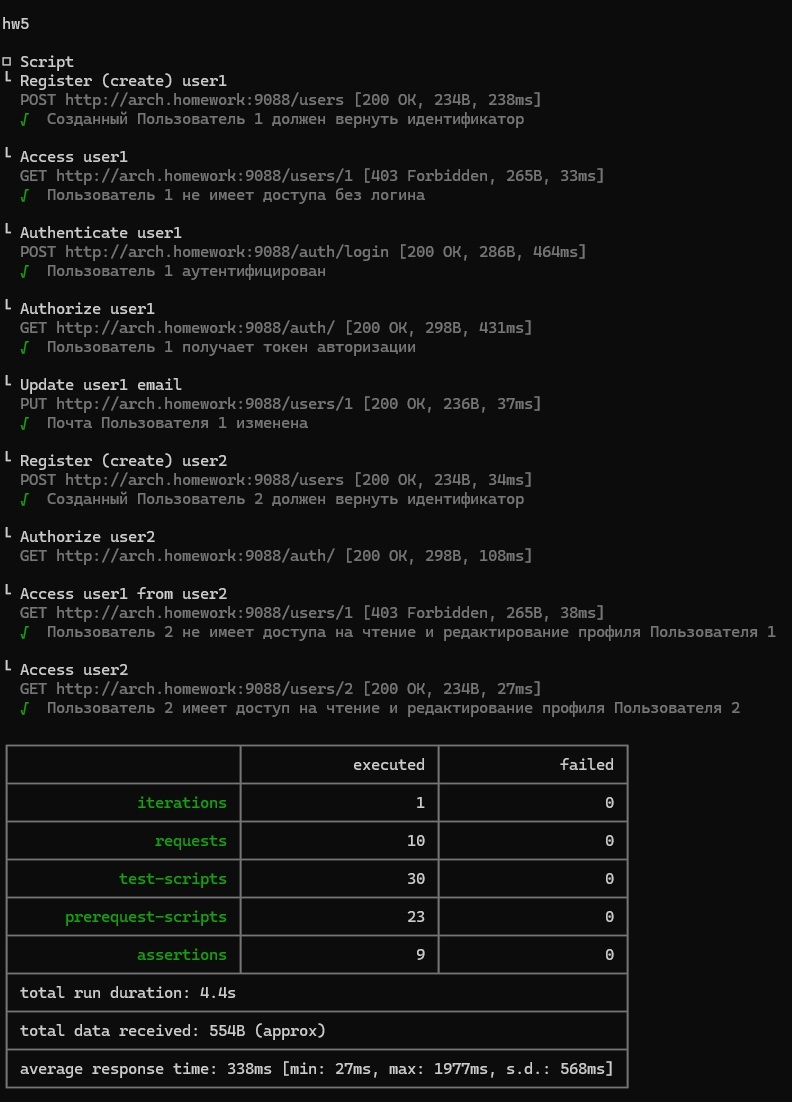 hw5
□ Script
└ Register (create) user1
POST http://arch.homework:9088/users [200 OK, 234B, 238ms]
√ Созданный Пользователь 1 должен вернуть идентификатор
└ Access user1
GET http://arch.homework:9088/users/1 [403 Forbidden, 265B, 33ms]
√ Пользователь 1 не имеет доступа без логина
└ Authenticate user1
POST http://arch.homework:9088/auth/login [200 OK, 286B, 464ms]
√ Пользователь 1 аутентифицирован
└ Authorize user1
GET http://arch.homework:9088/auth/ [200 OK, 298B, 431ms]
√ Пользователь 1 получает токен авторизации
└ Update user1 email
PUT http://arch.homework:9088/users/1 [200 OK, 236B, 37ms]
√ Почта Пользователя 1 изменена
└ Register (create) user2
POST http://arch.homework:9088/users [200 OK, 234B, 34ms]
√ Созданный Пользователь 2 должен вернуть идентификатор
└ Authorize user2
GET http://arch.homework:9088/auth/ [200 OK, 298B, 108ms]
└ Access user1 from user2
GET http://arch.homework:9088/users/1 [403 Forbidden, 265B, 38ms]
√ Пользователь 2 не имеет доступа на чтение и редактирование профиля Пользователя 1
└ Access user2
GET http://arch.homework:9088/users/2 [200 OK, 234B, 27ms]
√ Пользователь 2 имеет доступ на чтение и редактирование профиля Пользователя 2
executed failed
iterations 1 0
requests 10 0
test-scripts 30 0
prerequest-scripts 23 0
assertions 9 0
total run duration: 4.4s
total data received: 554B (approx)
average response time: 338ms [min: 27ms, max: 1977ms, s.d.: 568ms]